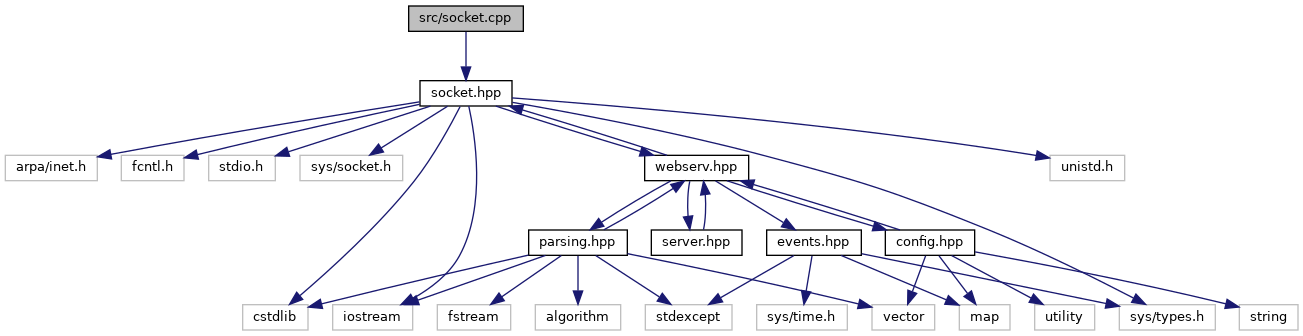 src/socket.cpp
socket.hpp
arpa/inet.h
fcntl.h
stdio.h
sys/socket.h
webserv.hpp
unistd.h
parsing.hpp
server.hpp
events.hpp
config.hpp
cstdlib
iostream
fstream
algorithm
stdexcept
sys/time.h
vector
map
utility
sys/types.h
string